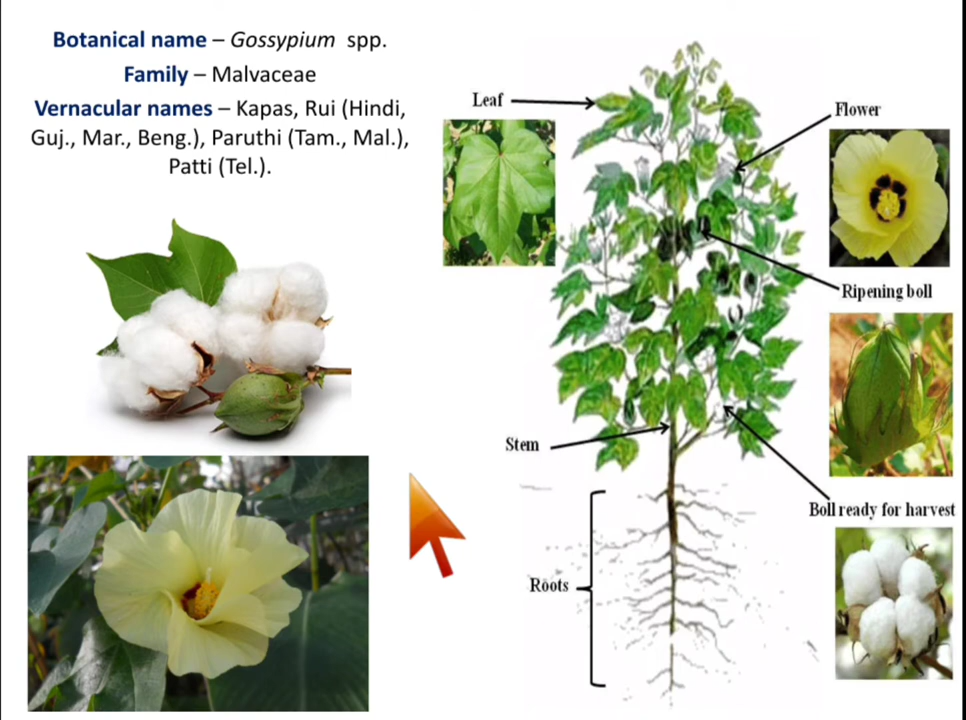 Botanical name – Gossypium spp.
Family – Malvaceae
Vernacular names – Kapas, Rui (Hindi,
Guj., Mar., Beng.), Paruthi (Tam., Mal.),
Patti (Tel.).
Leaf
Flower
Ripening boll
Stem
Boll ready for harvest
Roots